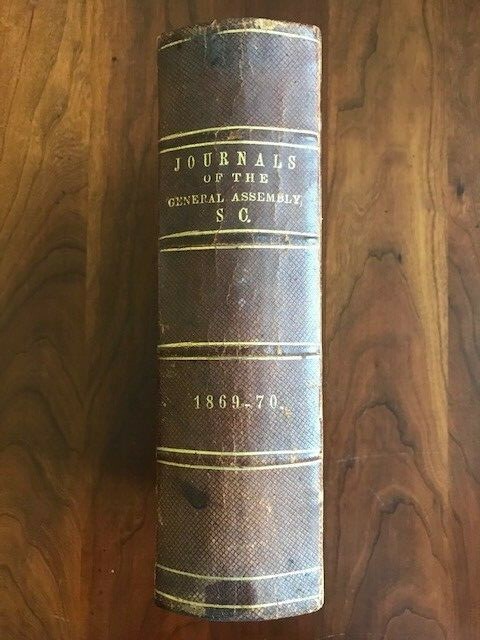 JOURNALS
OF THE
GENERAL ASSEMBLY,
S C.
1869-70.